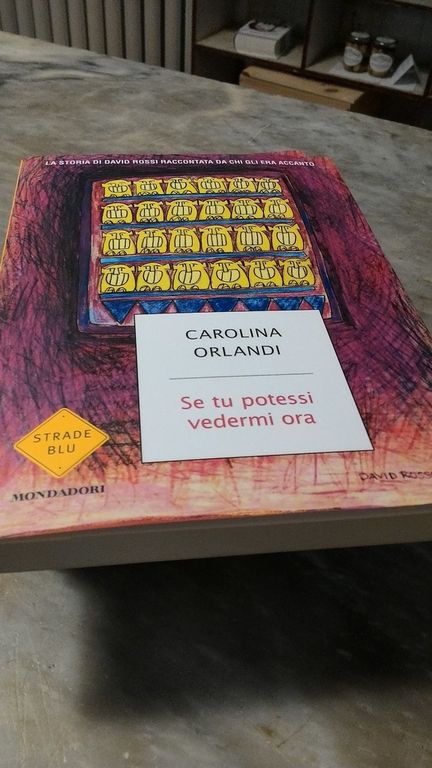 LA STORIA DI DAVID ROSSI RACCONTATA DA CHI GLI ERA ACCANTO
CAROLINA
ORLANDI
Se tu potessi
vedermi ora
STRADE
BLU
MONDADORI
DAVID ROSSI